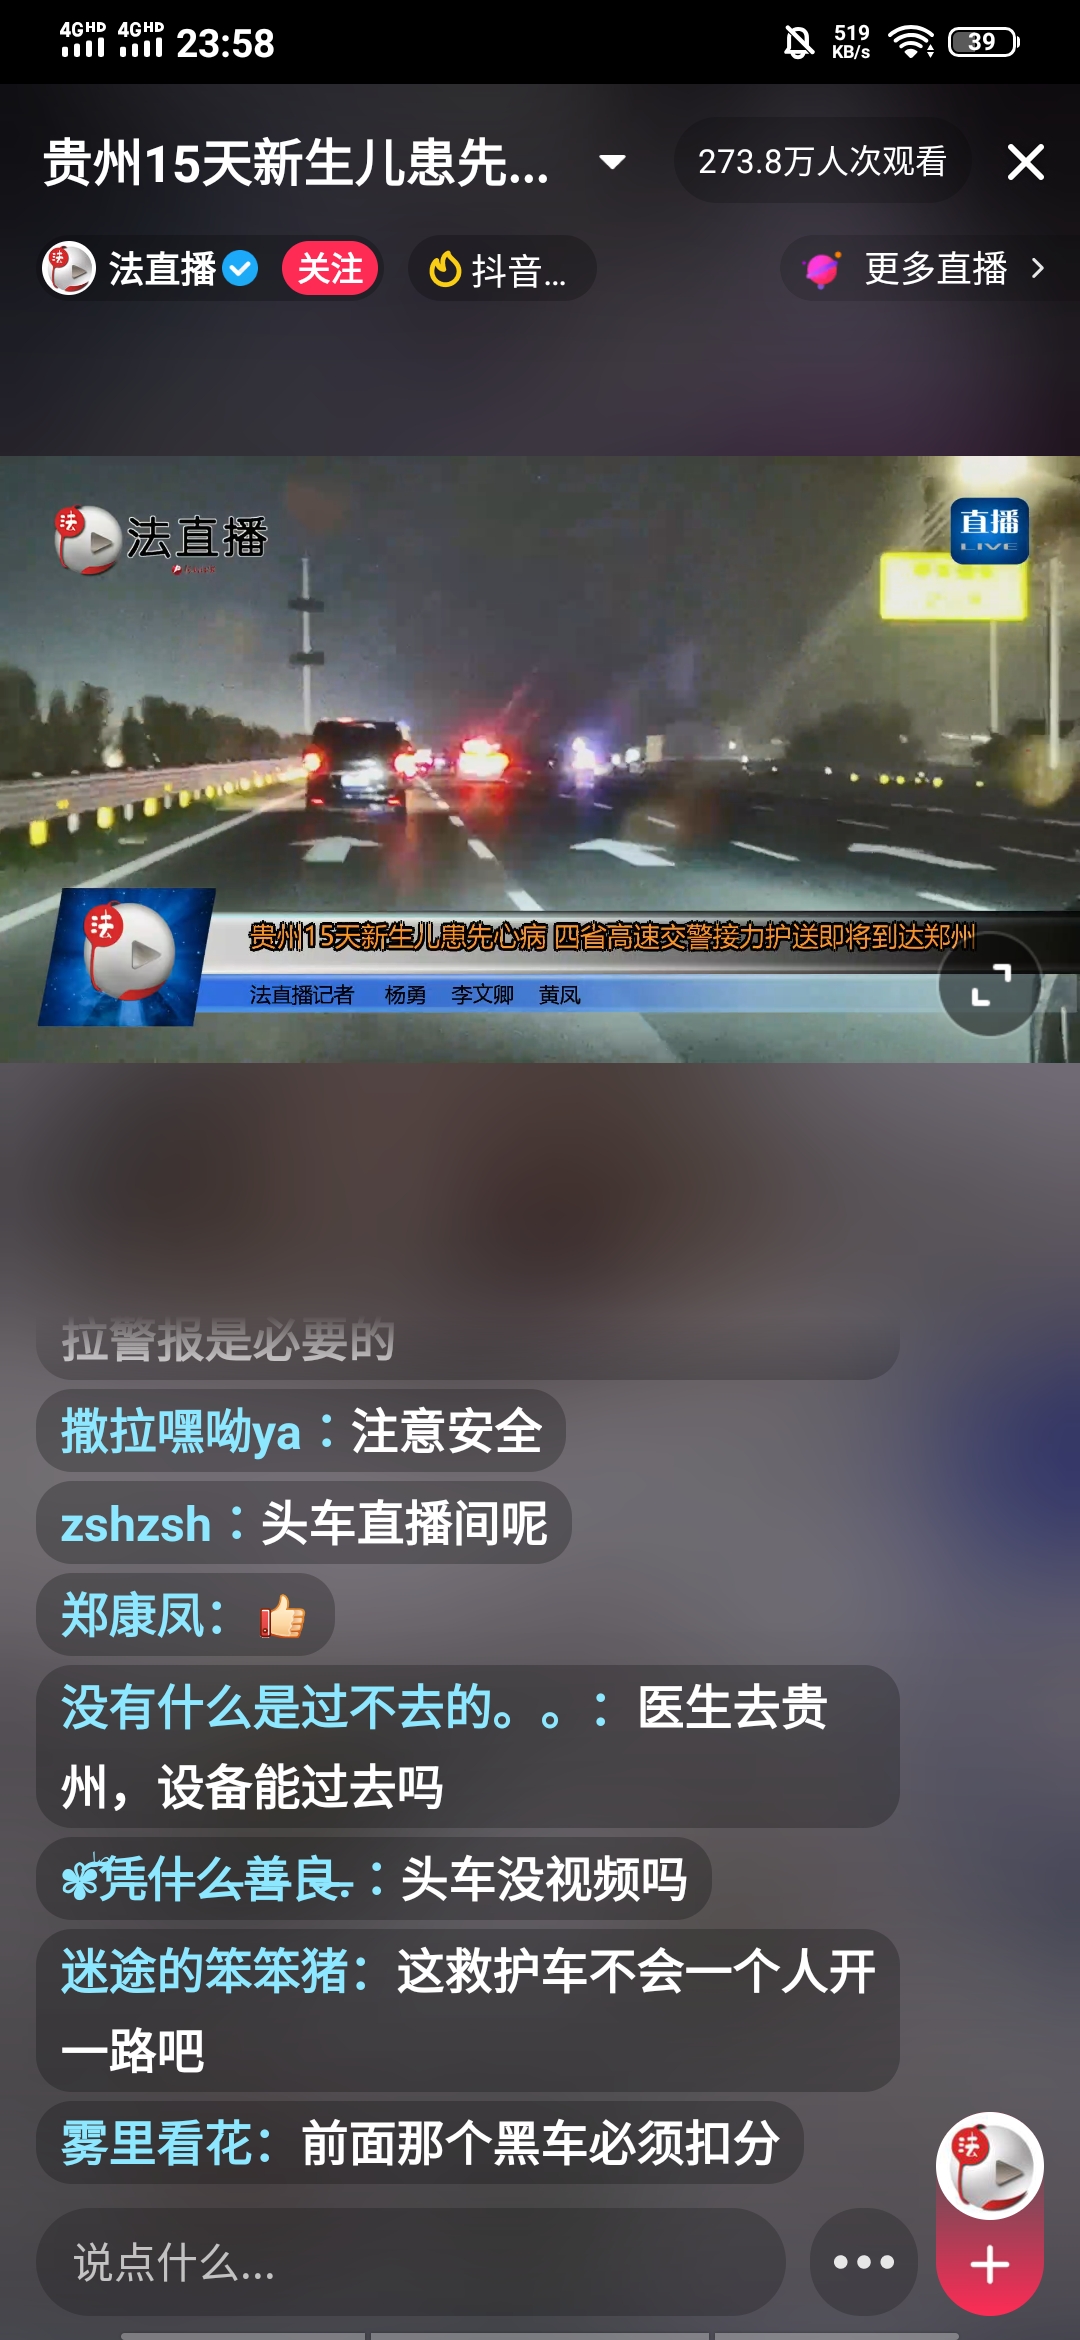 4GHD 4GHD 23:58 519 KB/s 39
贵州15天新生儿患先... 273.8万人次观看
法直播 关注 抖音... 更多直播
法直播 直播
LIVE
贵州15天新生儿患先心病 四省高速交警接力护送即将到达郑州
法直播记者 杨勇 李文卿 黄凤
拉警报是必要的
撒拉嘿呦ya：注意安全
zshzsh：头车直播间呢
郑康凤：👍
没有什么是过不去的。。：医生去贵
州，设备能过去吗
凭什么善良.：头车没视频吗
迷途的笨笨猪：这救护车不会一个人开
一路吧
雾里看花：前面那个黑车必须扣分
说点什么...